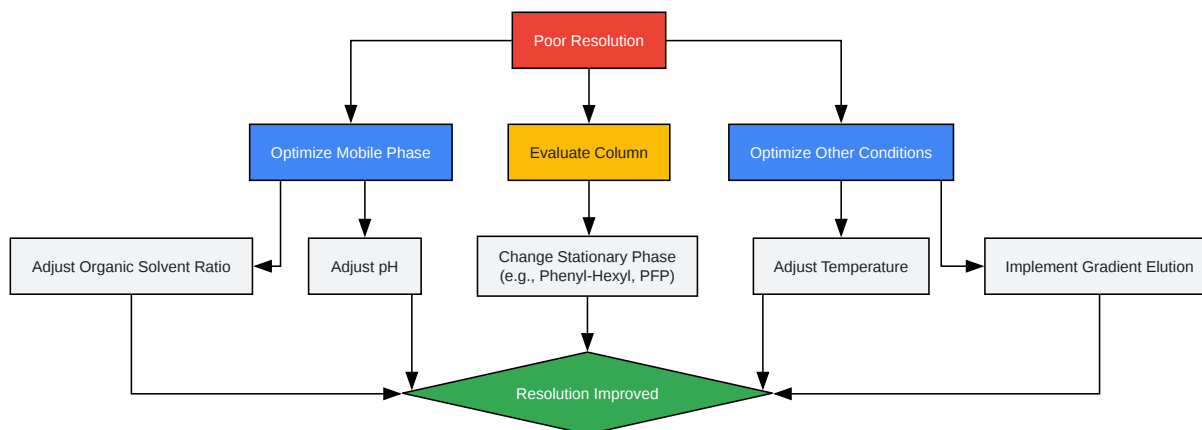 Poor Resolution
Optimize Mobile Phase
Evaluate Column
Optimize Other Conditions
Adjust Organic Solvent Ratio
Adjust pH
Change Stationary Phase
(e.g., Phenyl-Hexyl, PFP)
Adjust Temperature
Implement Gradient Elution
Resolution Improved